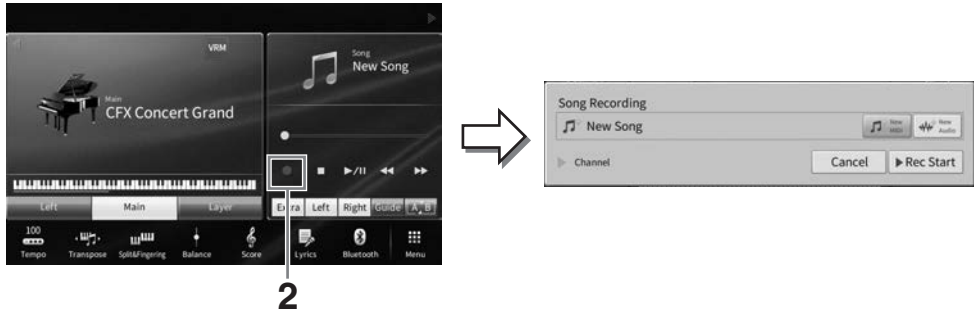 VRM
Main
CFX Concert Grand
Left
Main
Layer
Song
New Song
▶/II
Extra
Left
Right
Guide
A B
100
Tempo
Transpose
Split&Fingering
Balance
Score
Lyrics
Bluetooth
Menu
2
Song Recording
New Song
New
MIDI
New
Audio
Channel
Cancel
▶Rec Start